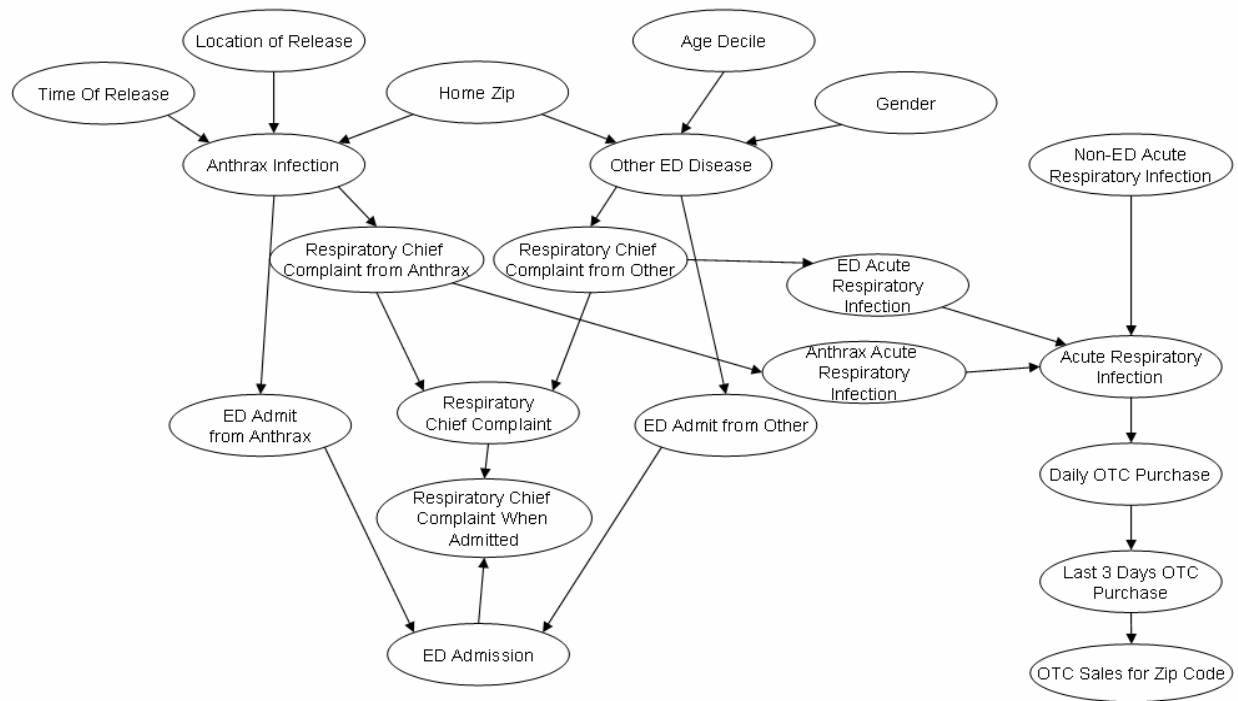 Location of Release
Age Decile
Time Of Release
Home Zip
Gender
Anthrax Infection
Other ED Disease
Non-ED Acute
Respiratory Infection
Respiratory Chief
Complaint from Anthrax
Respiratory Chief
Complaint from Other
ED Acute
Respiratory
Infection
Anthrax Acute
Respiratory
Infection
Acute Respiratory
Infection
ED Admit
from Anthrax
Respiratory
Chief Complaint
ED Admit from Other
Daily OTC Purchase
Respiratory Chief
Complaint When
Admitted
Last 3 Days OTC
Purchase
ED Admission
OTC Sales for Zip Code